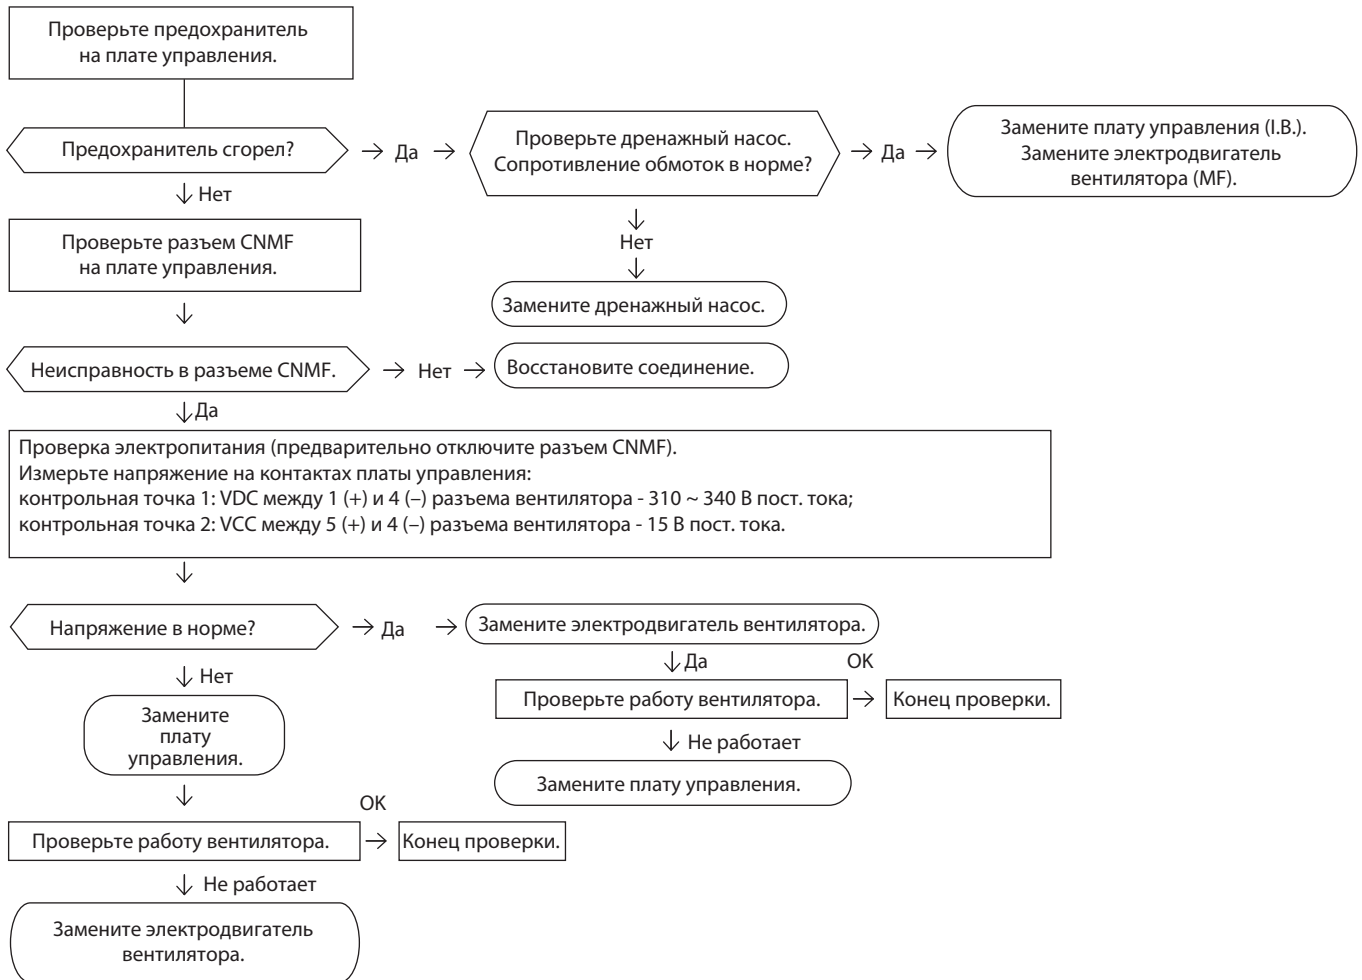 Проверьте предохранитель
на плате управления.
Предохранитель сгорел?
Да
Проверьте дренажный насос.
Сопротивление обмоток в норме?
Да
Замените плату управления (I.B.).
Замените электродвигатель
вентилятора (MF).
Нет
Проверьте разъем CNMF
на плате управления.
Нет
Замените дренажный насос.
Неисправность в разъеме CNMF.
Нет
Восстановите соединение.
Да
Проверка электропитания (предварительно отключите разъем CNMF).
Измерьте напряжение на контактах платы управления:
контрольная точка 1: VDC между 1 (+) и 4 (–) разъема вентилятора - 310 ~ 340 В пост. тока;
контрольная точка 2: VCC между 5 (+) и 4 (–) разъема вентилятора - 15 В пост. тока.
Напряжение в норме?
Да
Замените электродвигатель вентилятора.
Да
OK
Проверьте работу вентилятора.
Конец проверки.
Не работает
Замените плату управления.
Нет
Замените
плату
управления.
OK
Проверьте работу вентилятора.
Конец проверки.
Не работает
Замените электродвигатель
вентилятора.